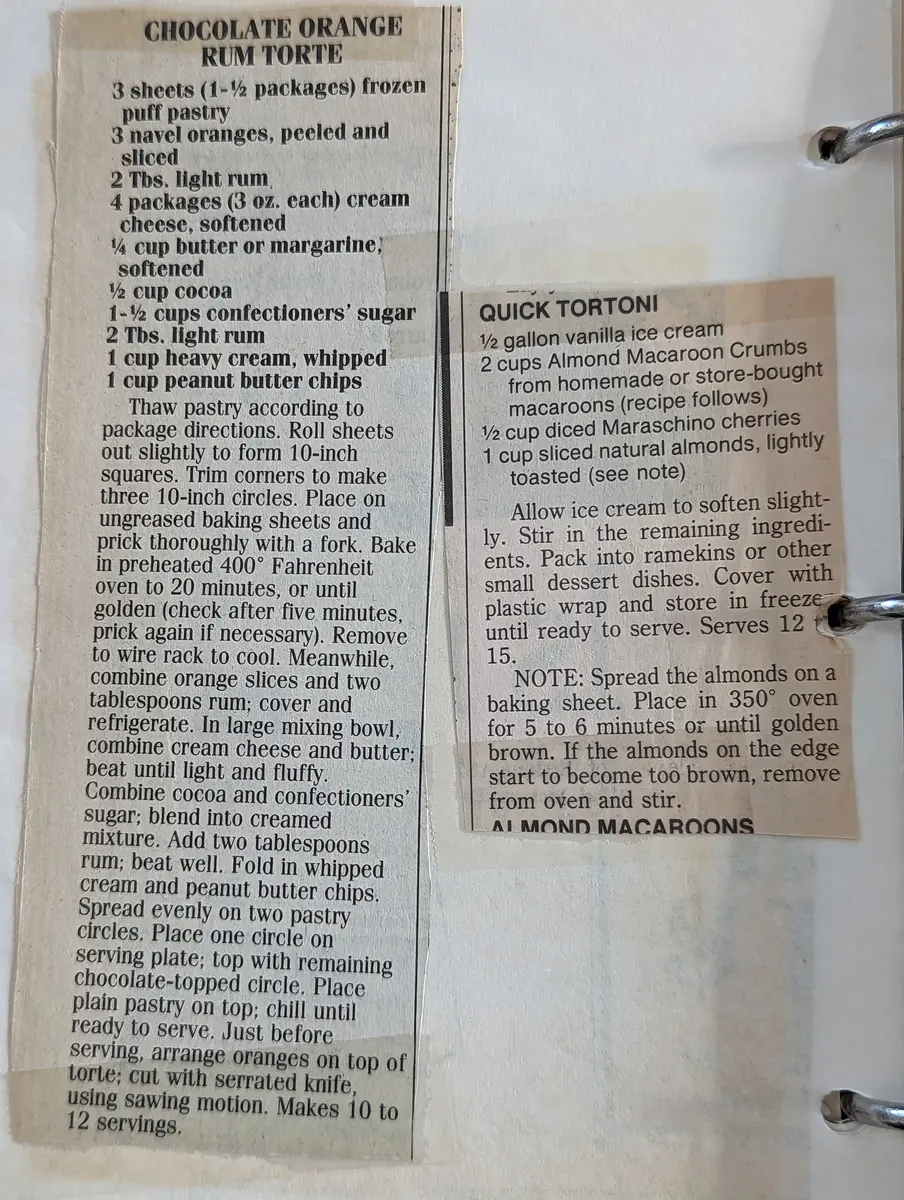 CHOCOLATE ORANGE
RUM TORTE
3 sheets (1-½ packages) frozen
puff pastry
3 navel oranges, peeled and
sliced
2 Tbs. light rum
4 packages (3 oz. each) cream
cheese, softened
¼ cup butter or margarine,
softened
½ cup cocoa
1-½ cups confectioners’ sugar
2 Tbs. light rum
1 cup heavy cream, whipped
1 cup peanut butter chips
Thaw pastry according to
package directions. Roll sheets
out slightly to form 10-inch
squares. Trim corners to make
three 10-inch circles. Place on
ungreased baking sheets and
prick thoroughly with a fork. Bake
in preheated 400° Fahrenheit
oven to 20 minutes, or until
golden (check after five minutes,
prick again if necessary). Remove
to wire rack to cool. Meanwhile,
combine orange slices and two
tablespoons rum; cover and
refrigerate. In large mixing bowl,
combine cream cheese and butter;
beat until light and fluffy.
Combine cocoa and confectioners’
sugar; blend into creamed
mixture. Add two tablespoons
rum; beat well. Fold in whipped
cream and peanut butter chips.
Spread evenly on two pastry
circles. Place one circle on
serving plate; top with remaining
chocolate-topped circle. Place
plain pastry on top; chill until
ready to serve. Just before
serving, arrange oranges on top of
torte; cut with serrated knife,
using sawing motion. Makes 10 to
12 servings.
QUICK TORTONI
½ gallon vanilla ice cream
2 cups Almond Macaroon Crumbs
from homemade or store-bought
macaroons (recipe follows)
½ cup diced Maraschino cherries
1 cup sliced natural almonds, lightly
toasted (see note)
Allow ice cream to soften slight-
ly. Stir in the remaining ingredi-
ents. Pack into ramekins or other
small dessert dishes. Cover with
plastic wrap and store in freeze
until ready to serve. Serves 12 t
15.
NOTE: Spread the almonds on a
baking sheet. Place in 350° oven
for 5 to 6 minutes or until golden
brown. If the almonds on the edge
start to become too brown, remove
from oven and stir.
ALMOND MACAROONS